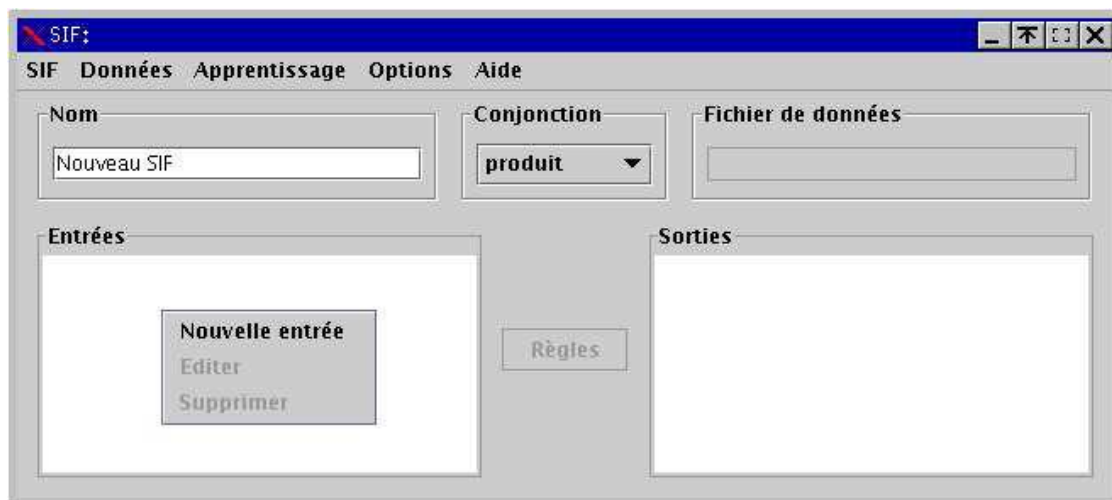 SIF:
SIF Données Apprentissage Options Aide
Nom
Nouveau SIF
Conjonction
produit
Fichier de données
Entrées
Nouvelle entrée
Editer
Supprimer
Règles
Sorties